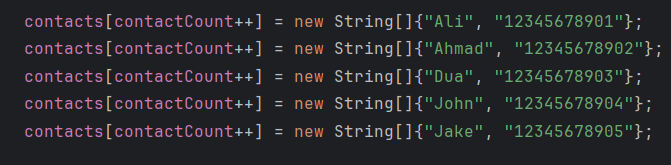 contacts[contactCount++] = new String[]{"Ali", "12345678901"};
contacts[contactCount++] = new String[]{"Ahmad", "12345678902"};
contacts[contactCount++] = new String[]{"Dua", "12345678903"};
contacts[contactCount++] = new String[]{"John", "12345678904"};
contacts[contactCount++] = new String[]{"Jake", "12345678905"};